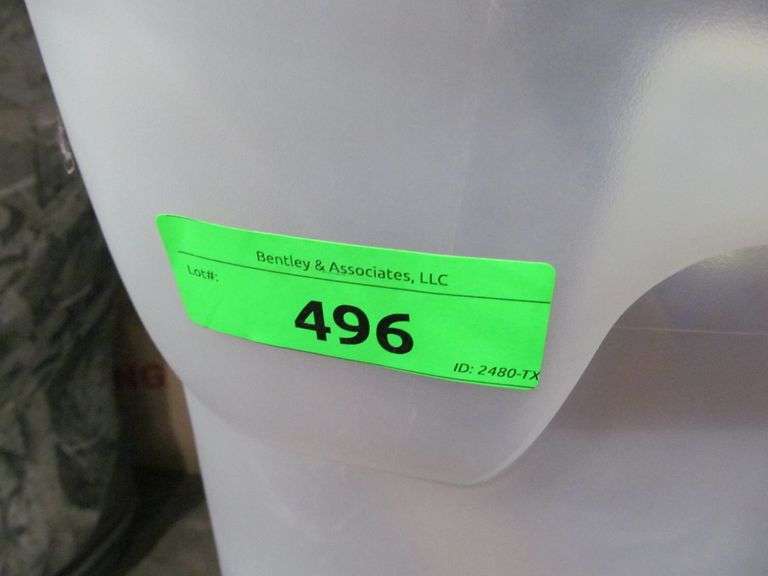 Bentley & Associates, LLC
Lot#:
496
ID: 2480-TX